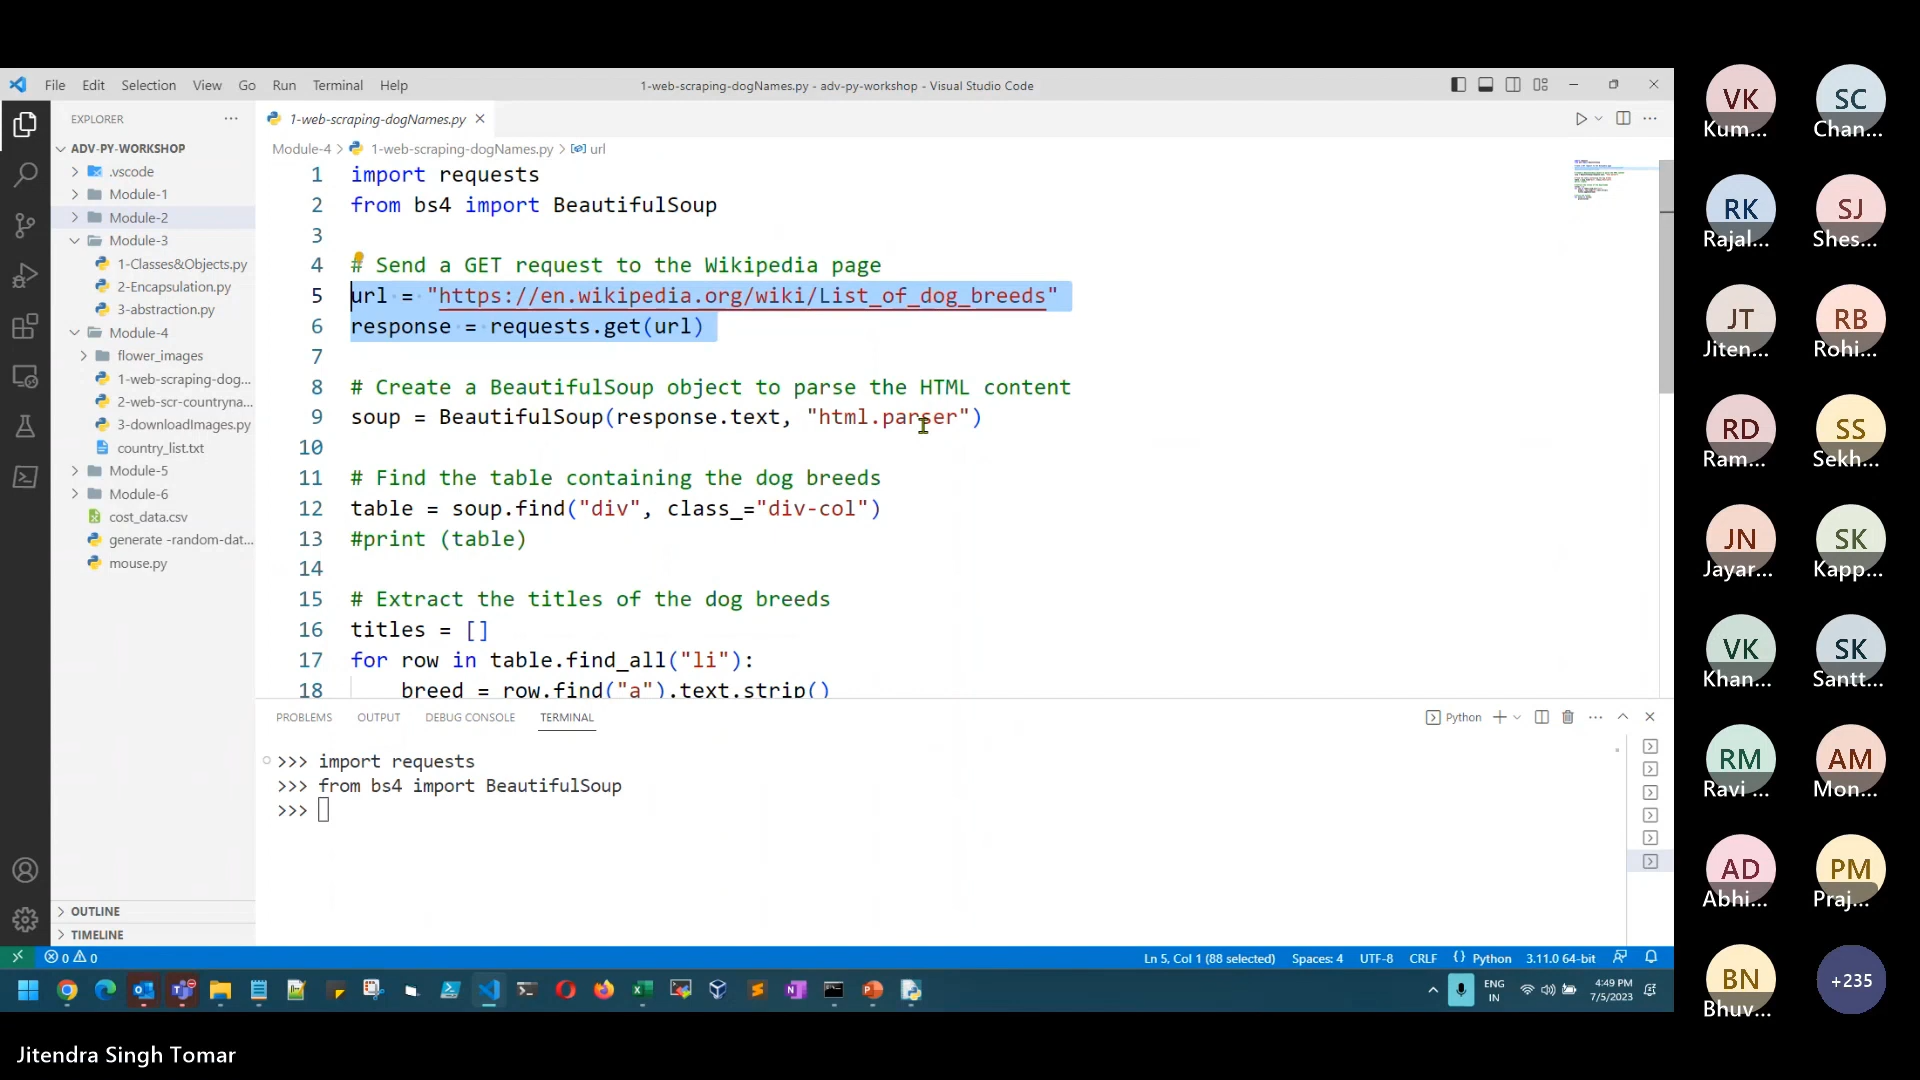 File Edit Selection View Go Run Terminal Help
1-web-scraping-dogNames.py - adv-py-workshop - Visual Studio Code
EXPLORER
ADV-PY-WORKSHOP
.vscode
Module-1
Module-2
Module-3
1-Classes&Objects.py
2-Encapsulation.py
3-abstraction.py
Module-4
flower_images
1-web-scraping-dog...
2-web-scr-countryna...
3-downloadImages.py
country_list.txt
Module-5
Module-6
cost_data.csv
generate -random-dat...
mouse.py
OUTLINE
TIMELINE
1-web-scraping-dogNames.py
Module-4 > 1-web-scraping-dogNames.py > url
1 import requests
2 from bs4 import BeautifulSoup
3
4 # Send a GET request to the Wikipedia page
5 url = "https://en.wikipedia.org/wiki/List_of_dog_breeds"
6 response = requests.get(url)
7
8 # Create a BeautifulSoup object to parse the HTML content
9 soup = BeautifulSoup(response.text, "html.parser")
10
11 # Find the table containing the dog breeds
12 table = soup.find("div", class_="div-col")
13 #print (table)
14
15 # Extract the titles of the dog breeds
16 titles = []
17 for row in table.find_all("li"):
18 breed = row.find("a").text.strip()
PROBLEMS OUTPUT DEBUG CONSOLE TERMINAL
Python
>>> import requests
>>> from bs4 import BeautifulSoup
>>>
0 0
Ln 5, Col 1 (88 selected) Spaces: 4 UTF-8 CRLF {} Python 3.11.0 64-bit
ENG
IN
4:49 PM
7/5/2023
VK
Kum...
SC
Chan...
RK
Rajal...
SJ
Shes...
JT
Jiten...
RB
Rohi...
RD
Ram...
SS
Sekh...
JN
Jayar...
SK
Kapp...
VK
Khan...
SK
Santt...
RM
Ravi ...
AM
Mon...
AD
Abhi...
PM
Praj...
BN
Bhuv...
+235
Jitendra Singh Tomar